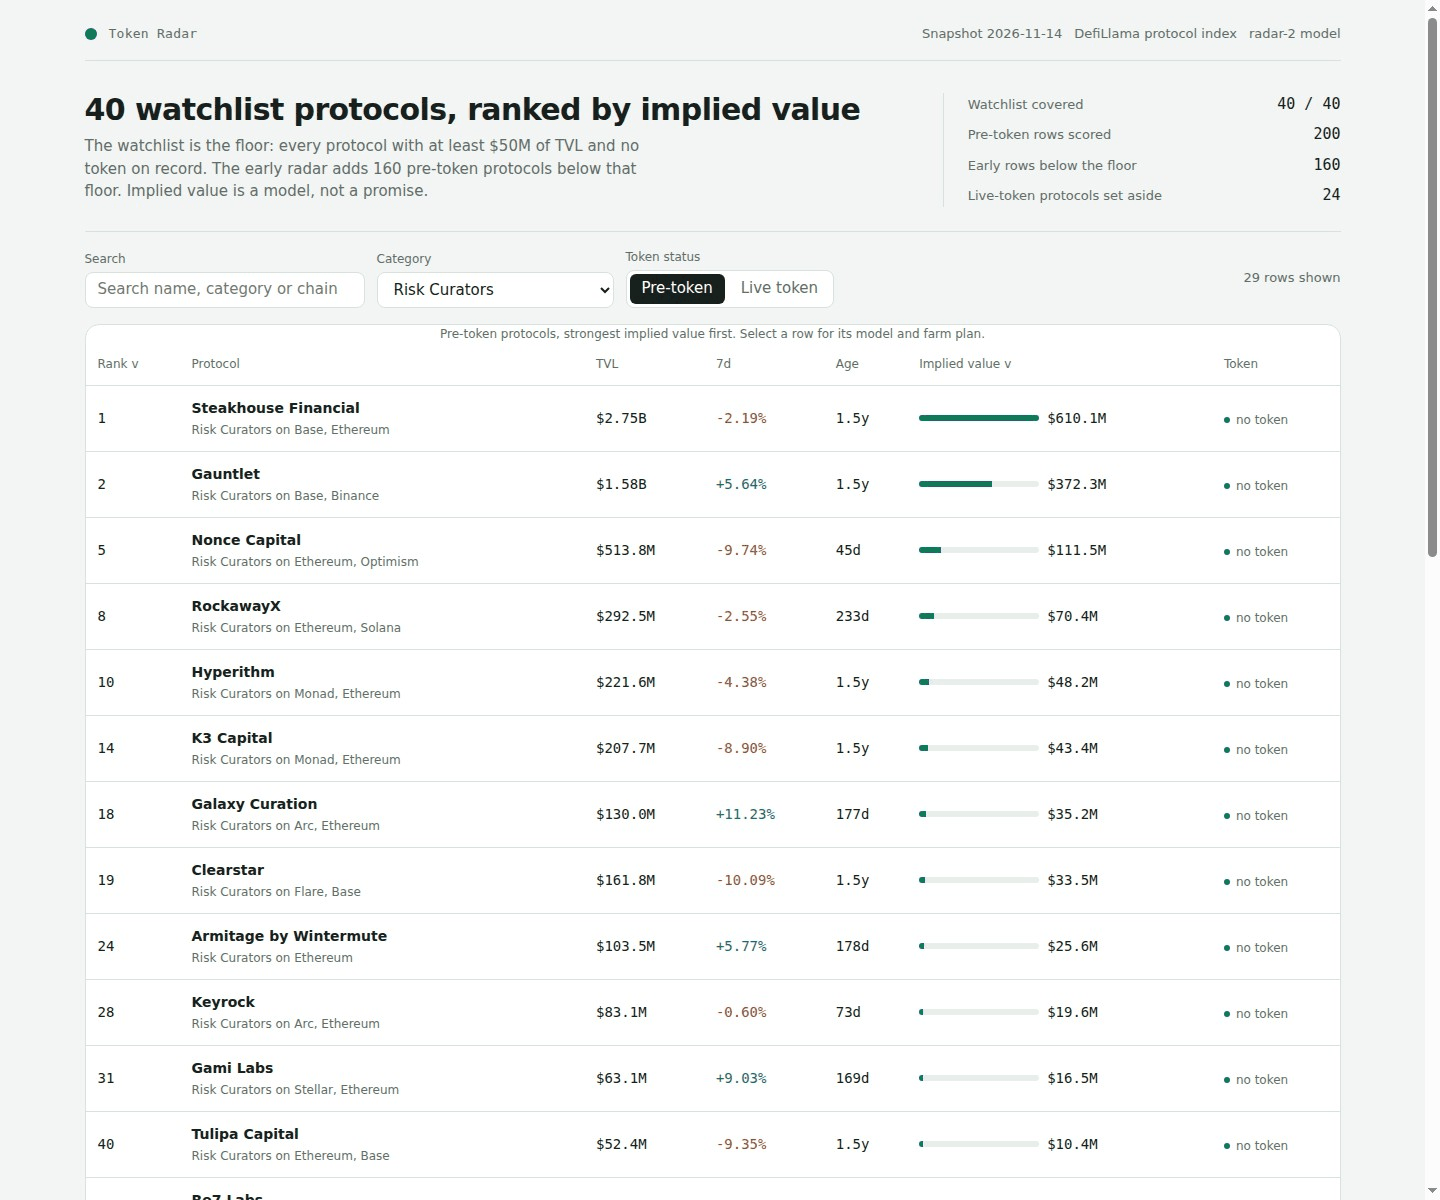 Token Radar
Snapshot 2026-11-14 DefiLlama protocol index radar-2 model
40 watchlist protocols, ranked by implied value
The watchlist is the floor: every protocol with at least $50M of TVL and no
token on record. The early radar adds 160 pre-token protocols below that
floor. Implied value is a model, not a promise.
Watchlist covered 40 / 40
Pre-token rows scored 200
Early rows below the floor 160
Live-token protocols set aside 24
Search Category Token status
Search name, category or chain Risk Curators Pre-token Live token
29 rows shown
Pre-token protocols, strongest implied value first. Select a row for its model and farm plan.
Rank v Protocol TVL 7d Age Implied value v Token
1 Steakhouse Financial $2.75B -2.19% 1.5y $610.1M no token
Risk Curators on Base, Ethereum
2 Gauntlet $1.58B +5.64% 1.5y $372.3M no token
Risk Curators on Base, Binance
5 Nonce Capital $513.8M -9.74% 45d $111.5M no token
Risk Curators on Ethereum, Optimism
8 RockawayX $292.5M -2.55% 233d $70.4M no token
Risk Curators on Ethereum, Solana
10 Hyperithm $221.6M -4.38% 1.5y $48.2M no token
Risk Curators on Monad, Ethereum
14 K3 Capital $207.7M -8.90% 1.5y $43.4M no token
Risk Curators on Monad, Ethereum
18 Galaxy Curation $130.0M +11.23% 177d $35.2M no token
Risk Curators on Arc, Ethereum
19 Clearstar $161.8M -10.09% 1.5y $33.5M no token
Risk Curators on Flare, Base
24 Armitage by Wintermute $103.5M +5.77% 178d $25.6M no token
Risk Curators on Ethereum
28 Keyrock $83.1M -0.60% 73d $19.6M no token
Risk Curators on Arc, Ethereum
31 Gami Labs $63.1M +9.03% 169d $16.5M no token
Risk Curators on Stellar, Ethereum
40 Tulipa Capital $52.4M -9.35% 1.5y $10.4M no token
Risk Curators on Ethereum, Base